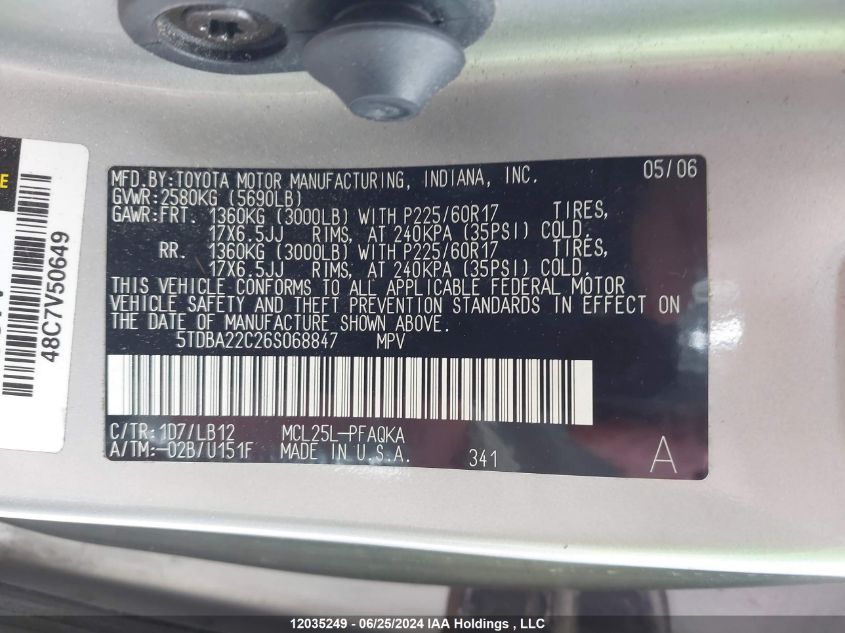 MFD.BY:TOYOTA MOTOR MANUFACTURING, INDIANA, INC. 05/06
GVWR:2580KG (5690LB)
GAWR:FRT. 1360KG (3000LB) WITH P225/60R17 TIRES,
17X6.5JJ RIMS, AT 240KPA (35PSI) COLD.
RR. 1360KG (3000LB) WITH P225/60R17 TIRES,
17X6.5JJ RIMS, AT 240KPA (35PSI) COLD.
THIS VEHICLE CONFORMS TO ALL APPLICABLE FEDERAL MOTOR
VEHICLE SAFETY AND THEFT PREVENTION STANDARDS IN EFFECT ON
THE DATE OF MANUFACTURE SHOWN ABOVE.
5TDBA22C26S068847 MPV
C/TR:1D7/LB12 MCL25L-PFAQKA
A/TM:-02B/U151F MADE IN U.S.A. 341 A
48C7V50649
12035249 - 06/25/2024 IAA Holdings , LLC